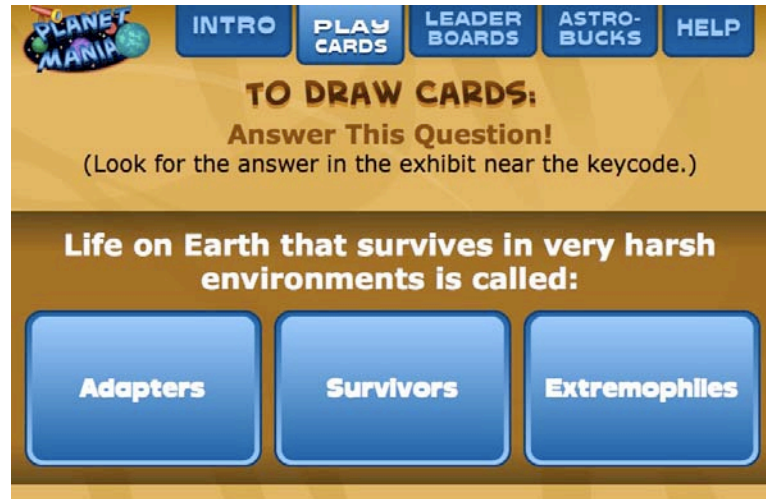 PLANET
MANIA
INTRO
PLAY
CARDS
LEADER
BOARDS
ASTRO-
BUCKS
HELP
TO DRAW CARDS:
Answer This Question!
(Look for the answer in the exhibit near the keycode.)
Life on Earth that survives in very harsh
environments is called:
Adapters
Survivors
Extremophiles